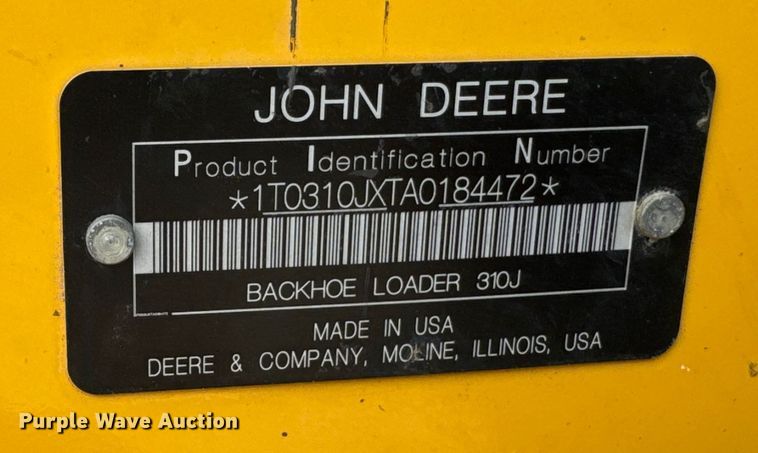 JOHN DEERE
Product Identification Number
*1T0310JXTA0184472*
BACKHOE LOADER 310J
MADE IN USA
DEERE & COMPANY, MOLINE, ILLINOIS, USA
Purple Wave Auction